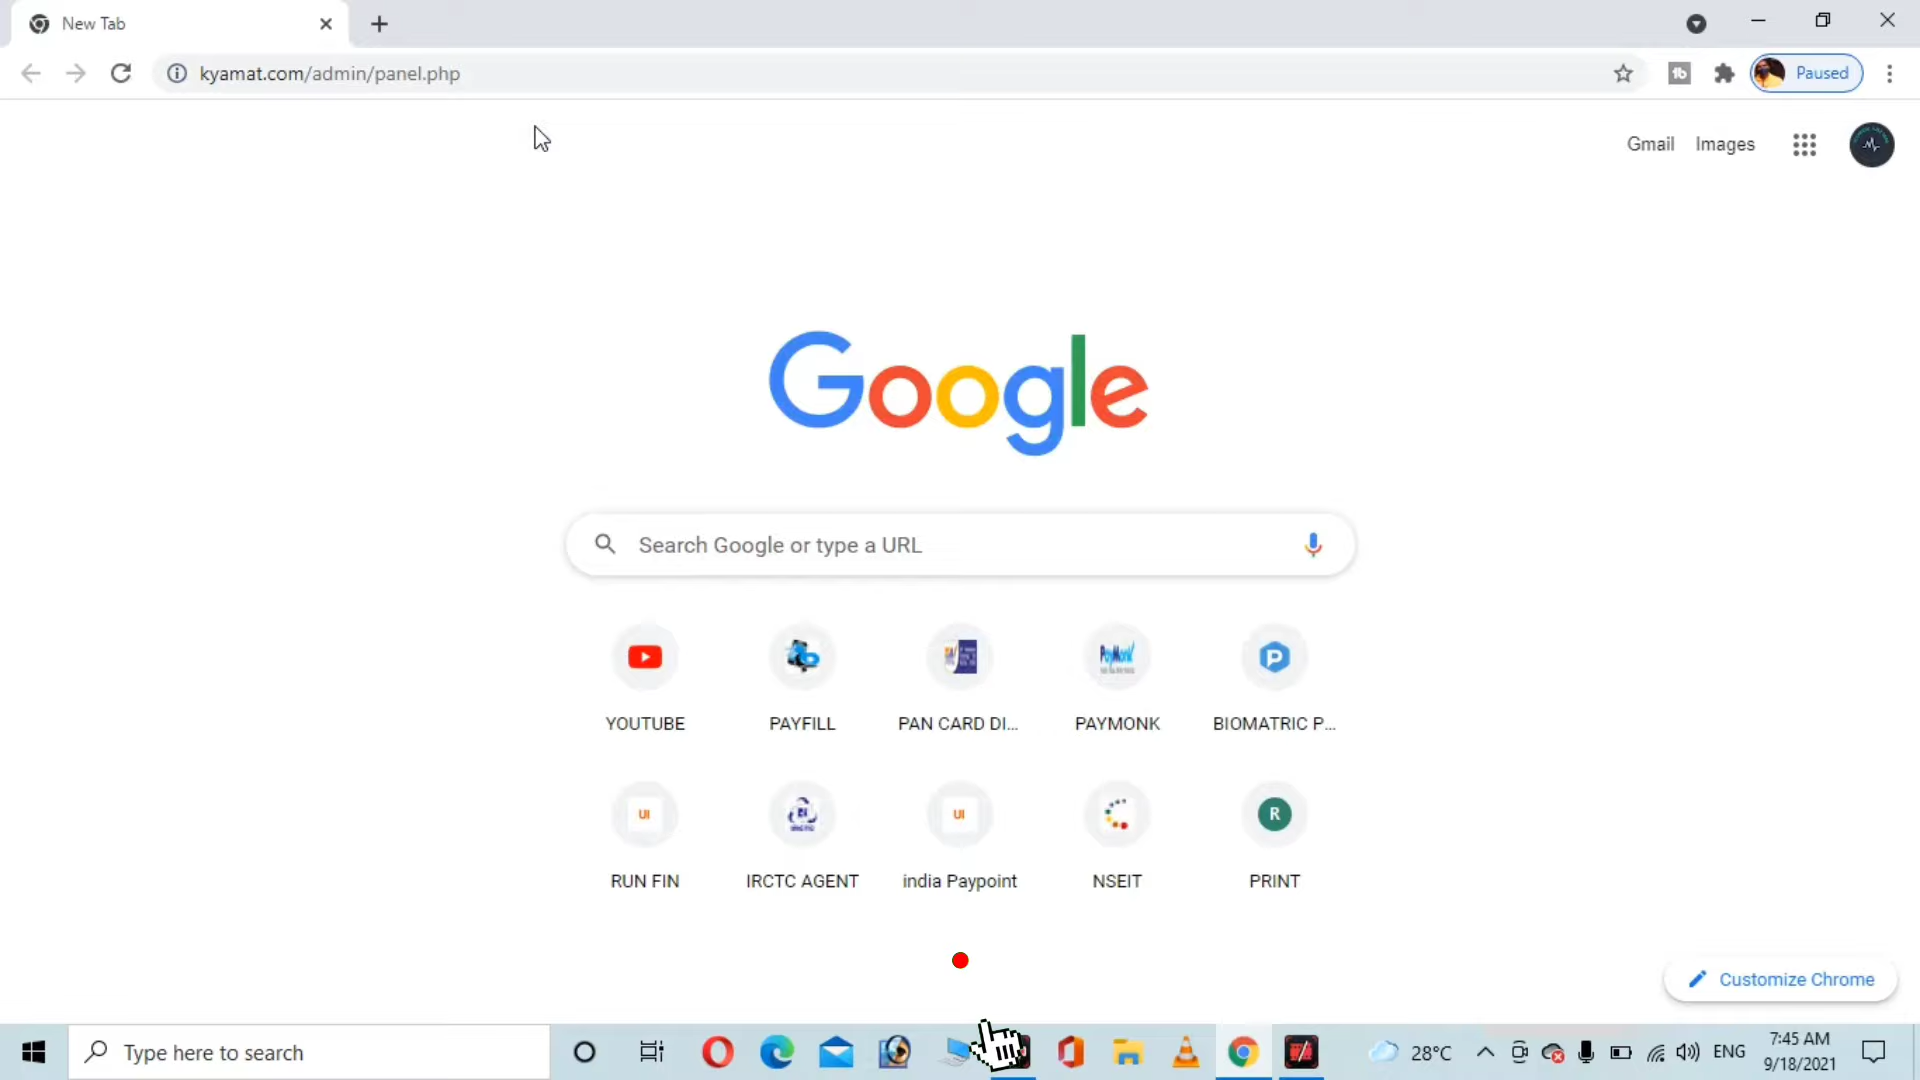 New Tab
kyamat.com/admin/panel.php
Paused
Gmail Images
Google
Search Google or type a URL
YOUTUBE PAYFILL PAN CARD DI... PAYMONK BIOMATRIC P...
UI UI R
RUN FIN IRCTC AGENT india Paypoint NSEIT PRINT
Customize Chrome
Type here to search
28°C
ENG
7:45 AM
9/18/2021